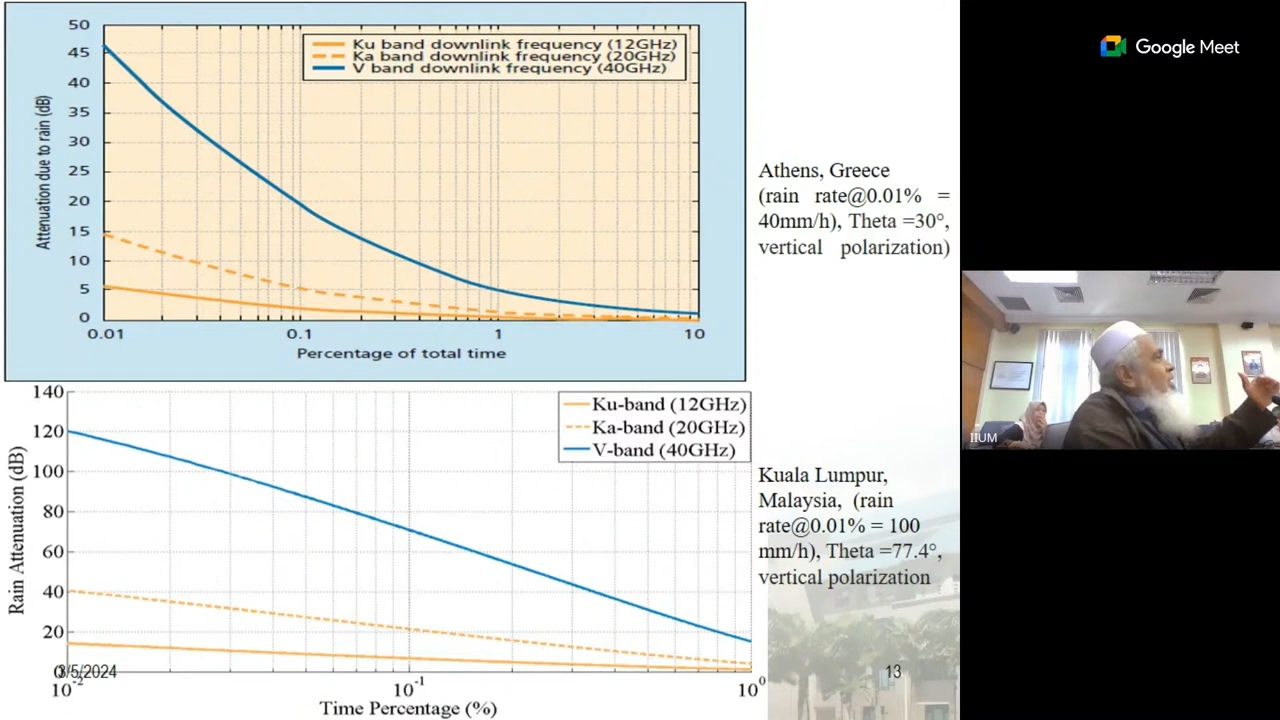 50
45
40
35
30
25
20
15
10
5
0
Attenuation due to rain (dB)
Ku band downlink frequency (12GHz)
Ka band downlink frequency (20GHz)
V band downlink frequency (40GHz)
0.01
0.1
1
10
Percentage of total time
Athens, Greece
(rain rate@0.01% =
40mm/h), Theta =30°,
vertical polarization)
140
120
100
80
60
40
20
0
Rain Attenuation (dB)
Ku-band (12GHz)
Ka-band (20GHz)
V-band (40GHz)
3/5/2024
10⁻²
10⁻¹
10⁰
Time Percentage (%)
Kuala Lumpur,
Malaysia, (rain
rate@0.01% = 100
mm/h), Theta =77.4°,
vertical polarization
13
Google Meet
IIUM